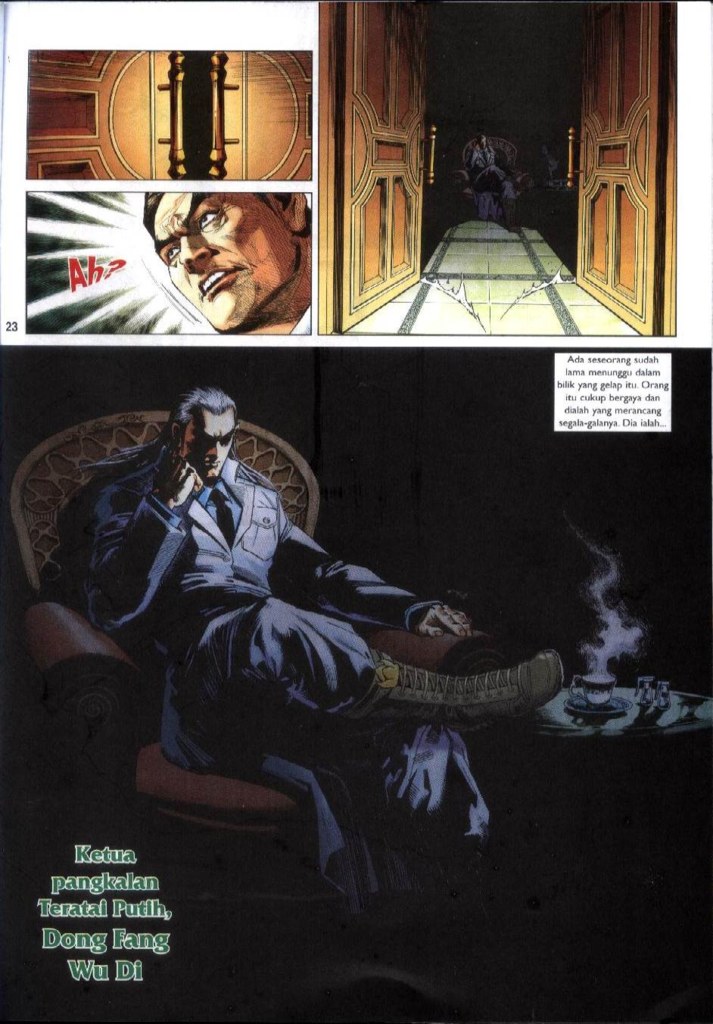 Ah?
23
Ada seseorang sudah
lama menunggu dalam
bilik yang gelap itu. Orang
itu cukup bergaya dan
dialah yang merancang
segala-galanya. Dia ialah...
Ketua
pangkalan
Teratai Putih,
Dong Fang
Wu Di